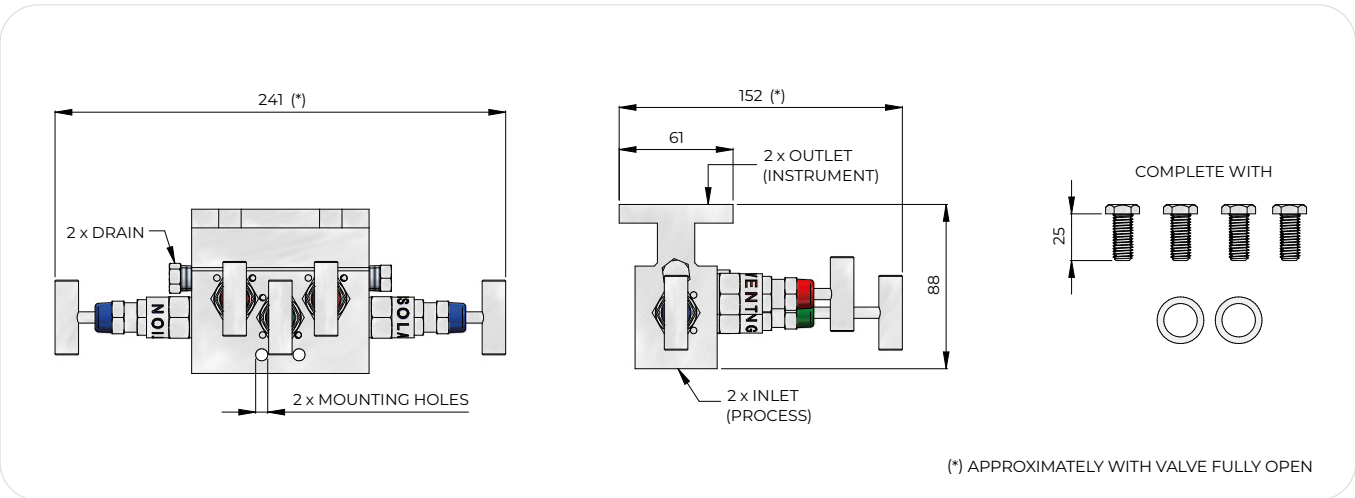 241 (*)
2 x DRAIN
NOI
SOLA
2 x MOUNTING HOLES
152 (*)
61
2 x OUTLET
(INSTRUMENT)
VENTNG
88
2 x INLET
(PROCESS)
COMPLETE WITH
25
(*) APPROXIMATELY WITH VALVE FULLY OPEN